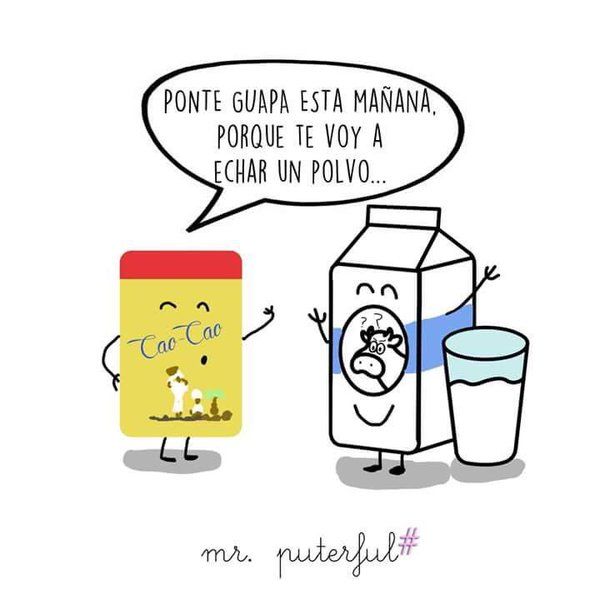 PONTE GUAPA ESTA MAÑANA,
PORQUE TE VOY A
ECHAR UN POLVO...
Cao-Cao
??
mr. puterful#